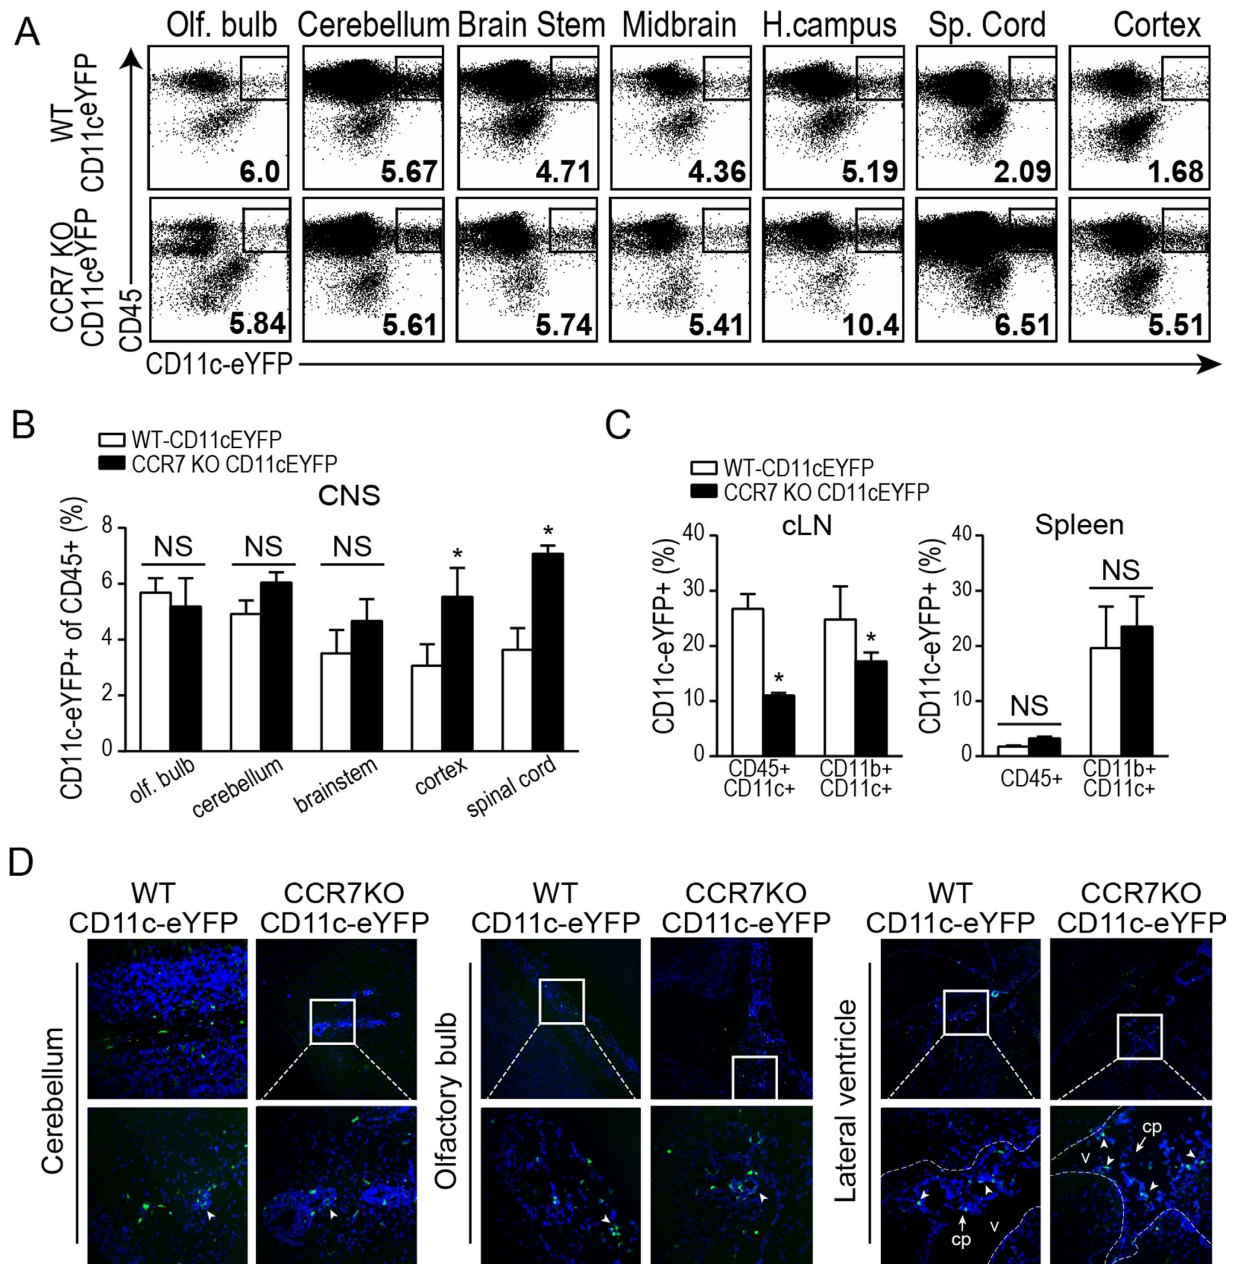 A
Olf. bulb Cerebellum Brain Stem Midbrain H.campus Sp. Cord Cortex
WT
CD11ceYFP
6.0 5.67 4.71 4.36 5.19 2.09 1.68
CCR7 KO
CD11ceYFP
CD45
5.84 5.61 5.74 5.41 10.4 6.51 5.51
CD11c-eYFP
B
WT-CD11cEYFP
CCR7 KO CD11cEYFP
CNS
CD11c-eYFP+ of CD45+ (%)
8
6
4
2
0
NS NS NS * *
olf. bulb cerebellum brainstem cortex spinal cord
C
WT-CD11cEYFP
CCR7 KO CD11cEYFP
cLN
CD11c-eYFP+ (%)
40
30
20
10
0
* *
CD45+ CD11b+
CD11c+ CD11c+
Spleen
CD11c-eYFP+ (%)
40
30
20
10
0
NS
NS
CD45+
CD11b+
CD11c+
D
WT CCR7KO WT CCR7KO WT CCR7KO
CD11c-eYFP CD11c-eYFP CD11c-eYFP CD11c-eYFP CD11c-eYFP CD11c-eYFP
Cerebellum
Olfactory bulb
Lateral ventricle
cp
v
v
cp